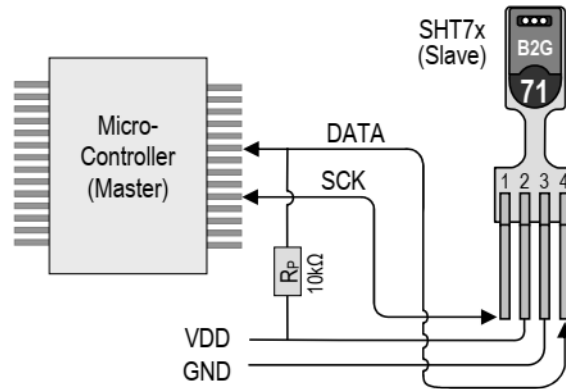 SHT7x
(Slave)
B2G
71
Micro-
Controller
(Master)
DATA
SCK
1 2 3 4
RP
10kΩ
VDD
GND